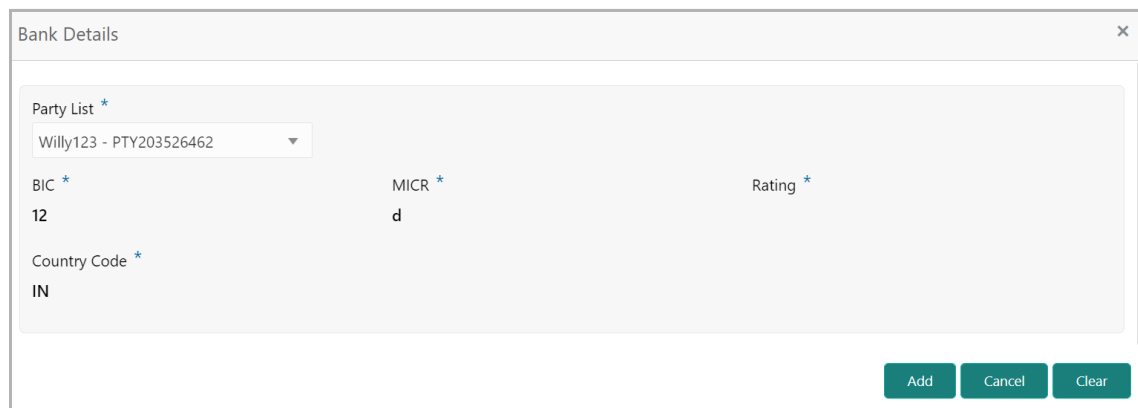 Bank Details ×
Party List *
Willy123 - PTY203526462
BIC * MICR * Rating *
12 d
Country Code *
IN
Add Cancel Clear